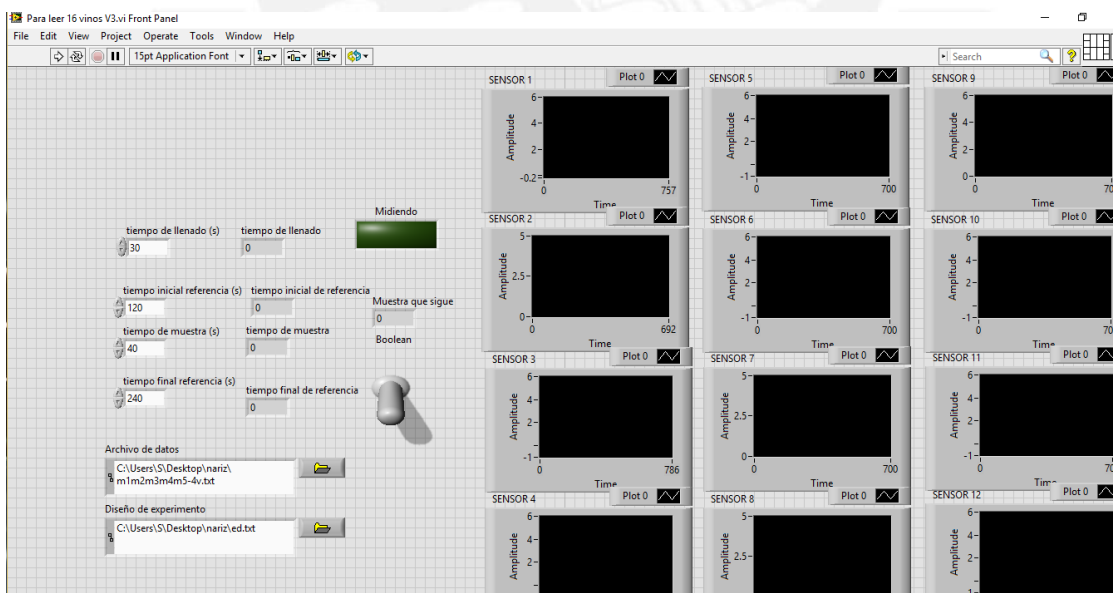 Para leer 16 vinos V3.vi Front Panel
File Edit View Project Operate Tools Window Help
15pt Application Font
Search
Midiendo
tiempo de llenado (s) tiempo de llenado
30 0
tiempo inicial referencia (s) tiempo inicial de referencia
120 0
Muestra que sigue
0
tiempo de muestra (s) tiempo de muestra
40 0
Boolean
tiempo final referencia (s) tiempo final de referencia
240 0
Archivo de datos
C:\Users\S\Desktop\nariz\
m1m2m3m4m5-4v.txt
Diseño de experimento
C:\Users\S\Desktop\nariz\ed.txt
SENSOR 1 Plot 0
Amplitude
6
4
2
-0.2
0 757
Time
SENSOR 2 Plot 0
Amplitude
5
2.5
0
0 692
Time
SENSOR 3 Plot 0
Amplitude
6
4
2
-1
0 786
Time
SENSOR 4 Plot 0
Amplitude
6
4
2
SENSOR 5 Plot 0
Amplitude
6
4
2
-1
0 700
Time
SENSOR 6 Plot 0
Amplitude
6
4
2
-1
0 700
Time
SENSOR 7 Plot 0
Amplitude
5
2.5
0
0 700
Time
SENSOR 8 Plot 0
Amplitude
5
2.5
SENSOR 9 Plot 0
Amplitude
6
4
2
0
0
Time
SENSOR 10 Plot 0
Amplitude
6
4
2
-1
0
Time
SENSOR 11 Plot 0
Amplitude
6
4
2
-1
0
Time
SENSOR 12 Plot 0
Amplitude
6
4
2